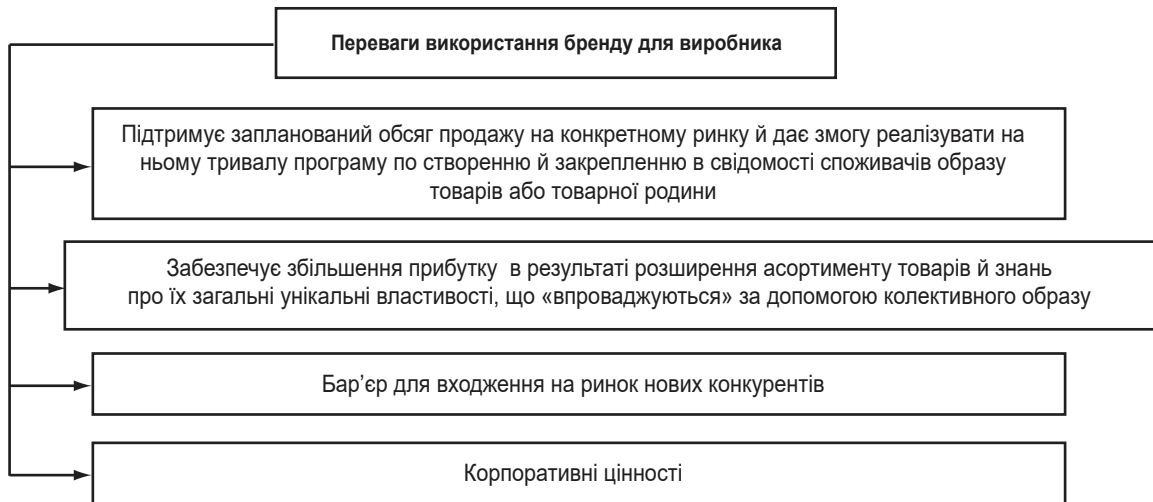 Переваги використання бренду для виробника
Підтримує запланований обсяг продажу на конкретному ринку й дає змогу реалізувати на
ньому тривалу програму по створенню й закрепленню в свідомості споживачів образу
товарів або товарної родини
Забезпечує збільшення прибутку в результаті розширення асортименту товарів й знань
про їх загальні унікальні властивості, що «впроваджуються» за допомогою колективного образу
Бар’єр для входження на ринок нових конкурентів
Корпоративні цінності